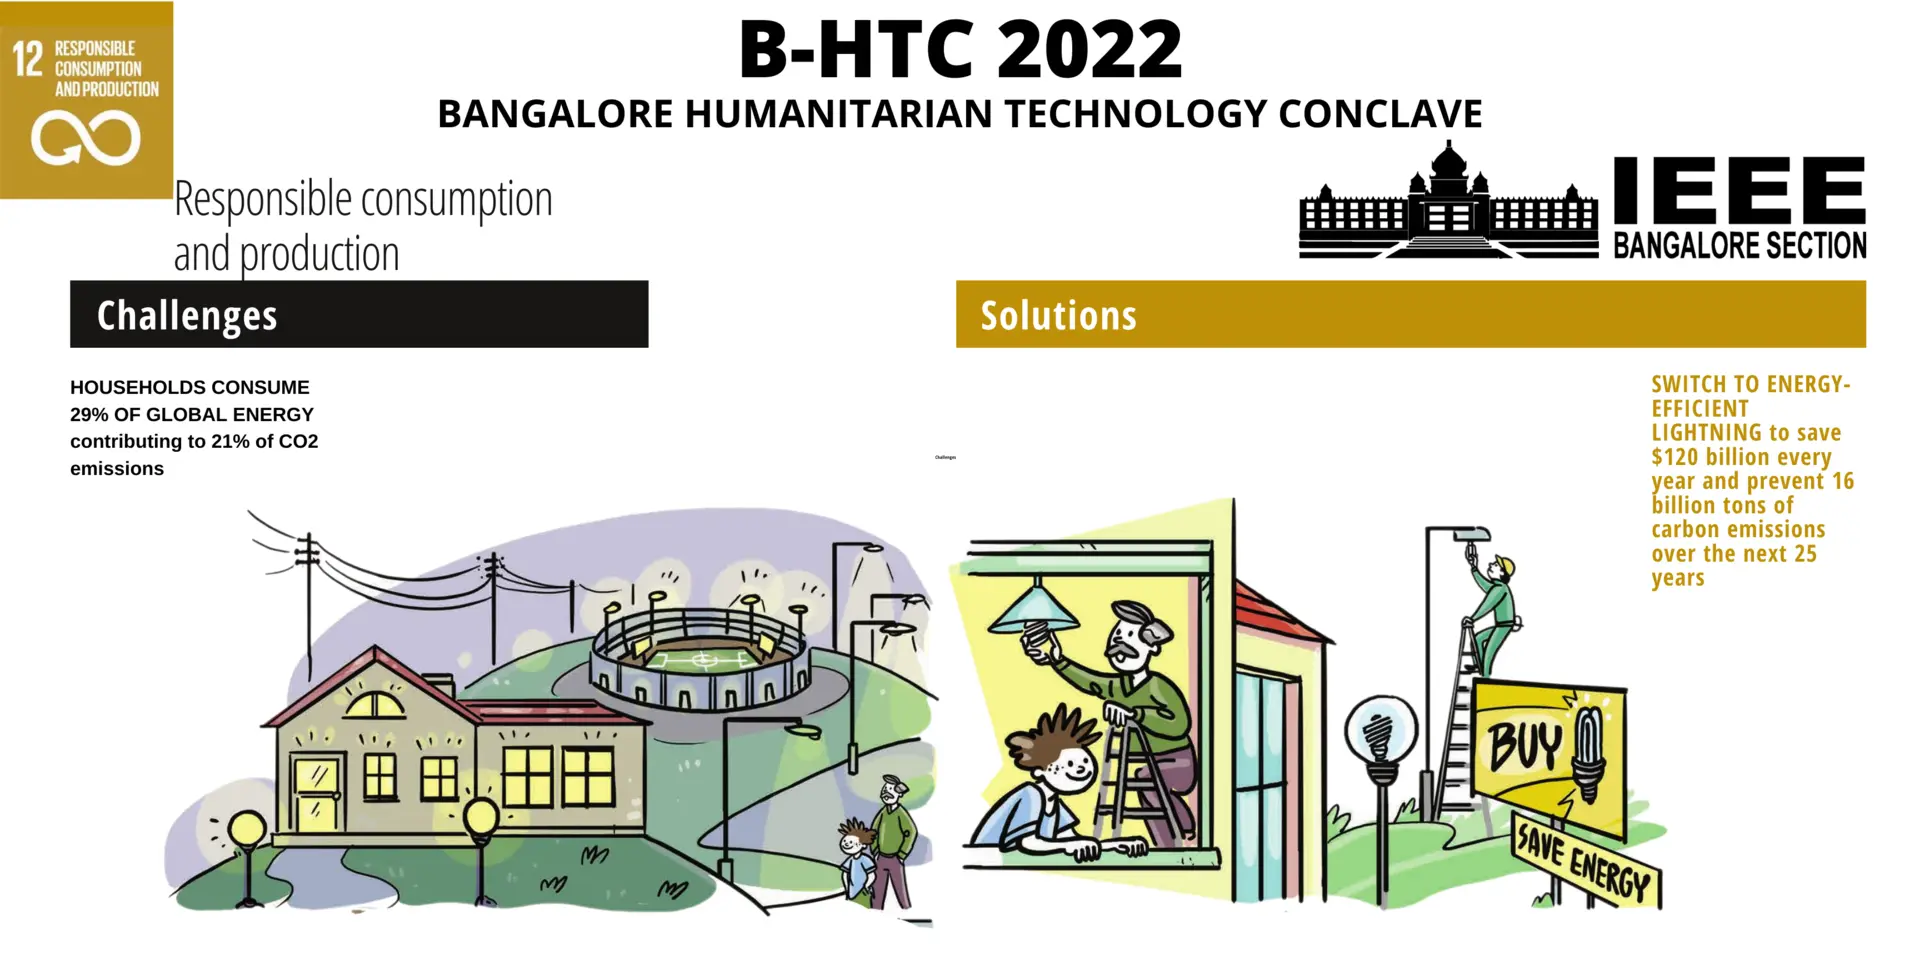 B-HTC 2022
BANGALORE HUMANITARIAN TECHNOLOGY CONCLAVE
12 RESPONSIBLE
CONSUMPTION
AND PRODUCTION
Responsible consumption
and production
IEEE
BANGALORE SECTION
Challenges
HOUSEHOLDS CONSUME
29% OF GLOBAL ENERGY
contributing to 21% of CO2
emissions
Challenges
Solutions
SWITCH TO ENERGY-
EFFICIENT
LIGHTNING to save
$120 billion every
year and prevent 16
billion tons of
carbon emissions
over the next 25
years
BUY
SAVE ENERGY